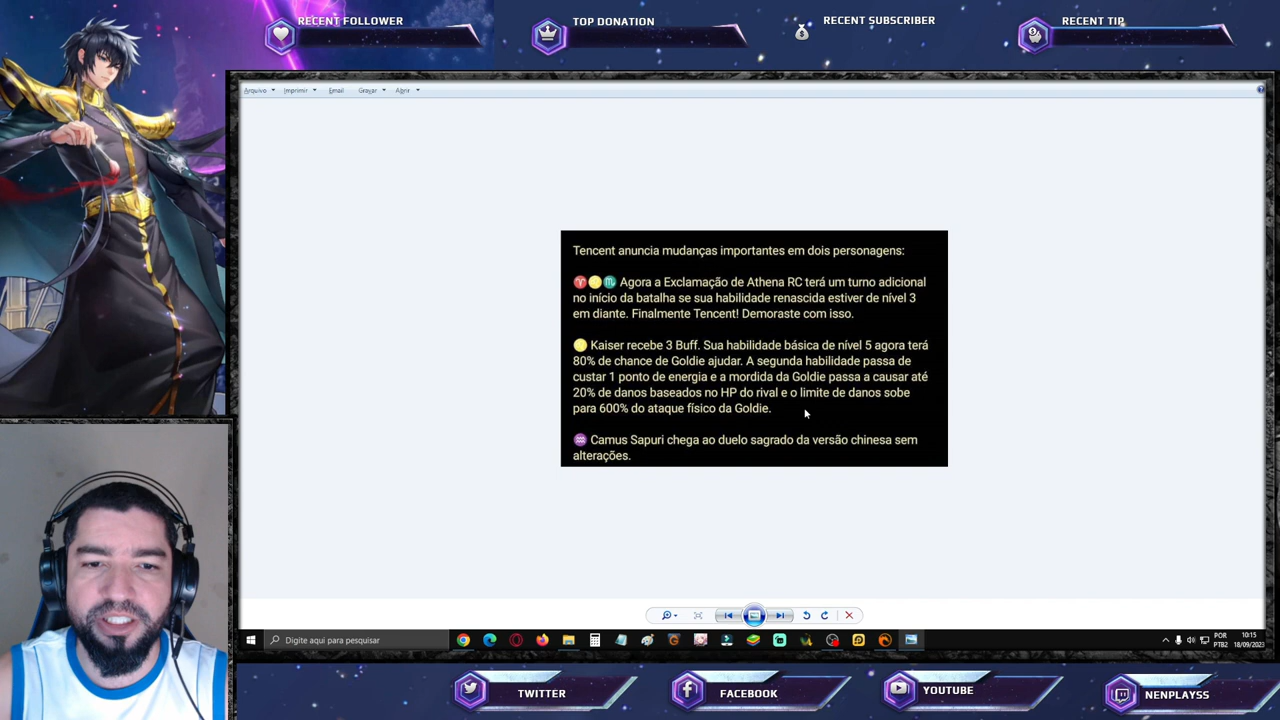 RECENT FOLLOWER
TOP DONATION
RECENT SUBSCRIBER
RECENT TIP
Arquivo Imprimir Email Gravar Abrir
Tencent anuncia mudanças importantes em dois personagens:
♈♌♏ Agora a Exclamação de Athena RC terá um turno adicional
no início da batalha se sua habilidade renascida estiver de nível 3
em diante. Finalmente Tencent! Demoraste com isso.
♌ Kaiser recebe 3 Buff. Sua habilidade básica de nível 5 agora terá
80% de chance de Goldie ajudar. A segunda habilidade passa de
custar 1 ponto de energia e a mordida da Goldie passa a causar até
20% de danos baseados no HP do rival e o limite de danos sobe
para 600% do ataque físico da Goldie.
♒ Camus Sapuri chega ao duelo sagrado da versão chinesa sem
alterações.
Digite aqui para pesquisar
POR
PTB2
10:15
18/09/2023
TWITTER
FACEBOOK
YOUTUBE
NENPLAYSS